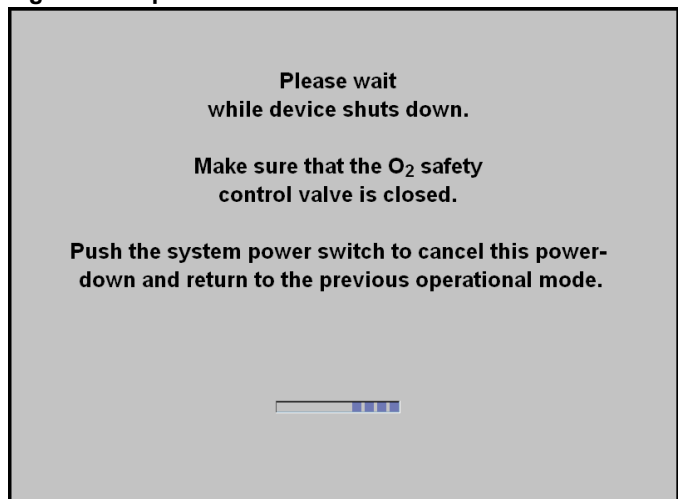 Please wait
while device shuts down.
Make sure that the O₂ safety
control valve is closed.
Push the system power switch to cancel this power-
down and return to the previous operational mode.